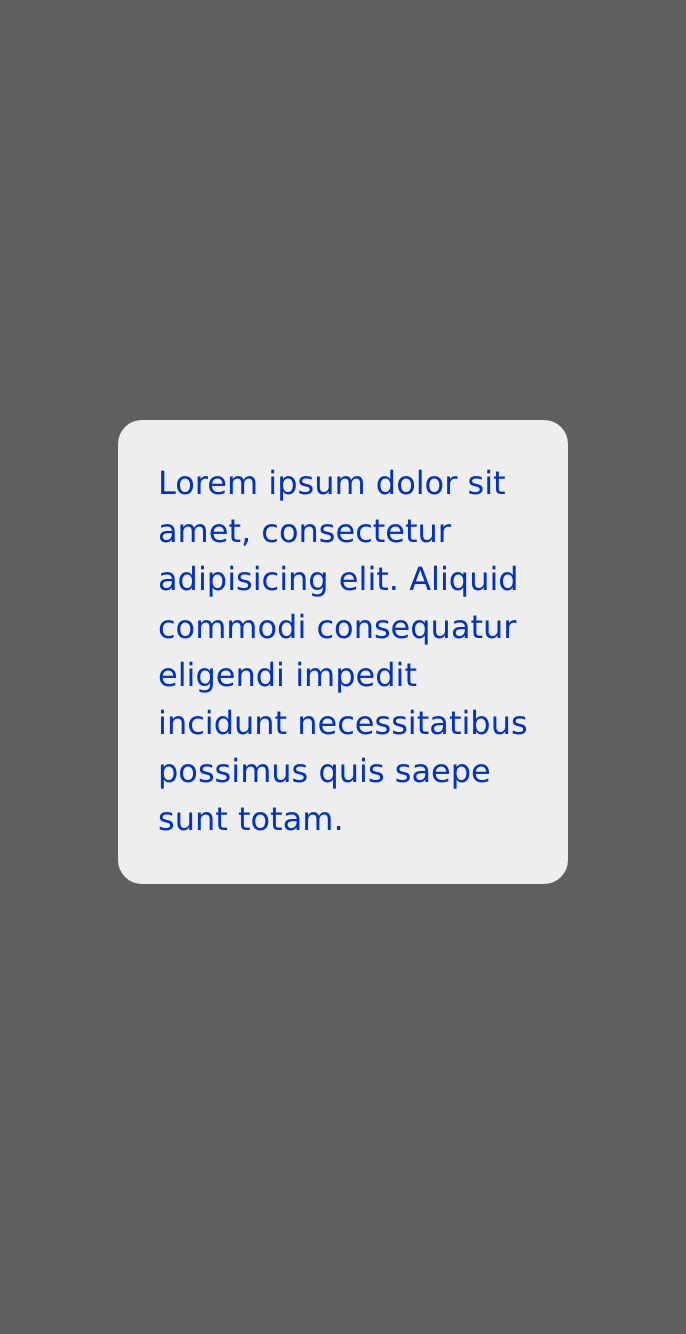 Lorem ipsum dolor sit
amet, consectetur
adipisicing elit. Aliquid
commodi consequatur
eligendi impedit
incidunt necessitatibus
possimus quis saepe
sunt totam.